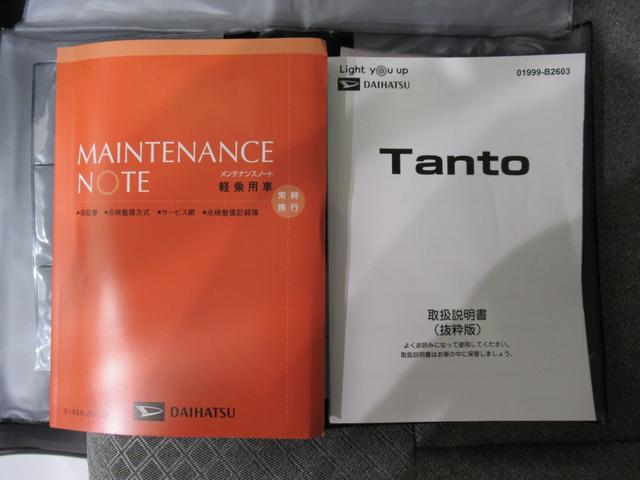 MAINTENANCE
NOTE
メンテナンスノート
軽乗用車
常時
携行
•保証書 •点検整備方式 •サービス網 •点検整備記録簿
DAIHATSU
Light you up
DAIHATSU
01999-B2603
Tanto
取扱説明書
(抜粋版)
よくお読みになって使用してください。
取扱説明書はお車の中に保管しましょう。